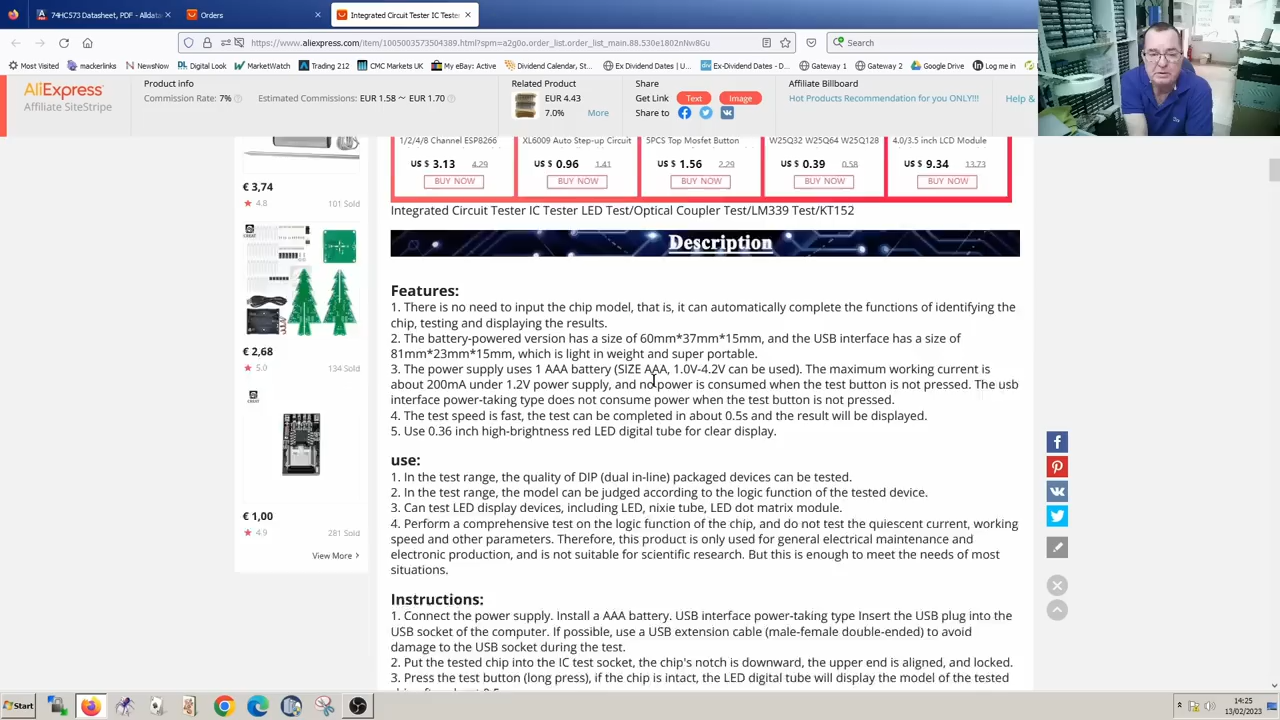 74HC573 Datasheet PDF - Alldata
Orders
Integrated Circuit Tester IC Teste
https://www.aliexpress.com/item/1005003573504389.html?spm=a2g0o.order_list.order_list_main.88.530e1802nNw8Gu
Search
Most Visited
mackerlinks
NewsNow
Digital Look
MarketWatch
Trading 212
CMC Markets UK
My eBay: Active
Dividend Calendar, St...
Ex Dividend Dates | U...
Ex-Dividend Dates - D...
Gateway 1
Gateway 2
Google Drive
Log me in
AliExpress
Affiliate SiteStripe
Product info
Commission Rate: 7%
Estimated Commissions: EUR 1.58 ~ EUR 1.70
Related Product
EUR 4.43
7.0%
More
Share
Get Link
Text
Image
Share to
Affiliate Billboard
Hot Products Recommendation for you ONLY!!!
Help &
1/2/4/8 Channel ESP8266
XL6009 Auto Step-up Circuit
5PCS Top Mosfet Button
W25Q32 W25Q64 W25Q128
4.0/3.5 inch LCD Module
US $ 3.13 4.29
US $ 0.96 1.41
US $ 1.56 2.29
US $ 0.39 0.58
US $ 9.34 13.73
BUY NOW
BUY NOW
BUY NOW
BUY NOW
BUY NOW
€ 3,74
4.8
101 Sold
€ 2,68
5.0
134 Sold
€ 1,00
4.9
281 Sold
View More
Integrated Circuit Tester IC Tester LED Test/Optical Coupler Test/LM339 Test/KT152
Description
Features:
1. There is no need to input the chip model, that is, it can automatically complete the functions of identifying the
chip, testing and displaying the results.
2. The battery-powered version has a size of 60mm*37mm*15mm, and the USB interface has a size of
81mm*23mm*15mm, which is light in weight and super portable.
3. The power supply uses 1 AAA battery (SIZE AAA, 1.0V-4.2V can be used). The maximum working current is
about 200mA under 1.2V power supply, and no power is consumed when the test button is not pressed. The usb
interface power-taking type does not consume power when the test button is not pressed.
4. The test speed is fast, the test can be completed in about 0.5s and the result will be displayed.
5. Use 0.36 inch high-brightness red LED digital tube for clear display.
use:
1. In the test range, the quality of DIP (dual in-line) packaged devices can be tested.
2. In the test range, the model can be judged according to the logic function of the tested device.
3. Can test LED display devices, including LED, nixie tube, LED dot matrix module.
4. Perform a comprehensive test on the logic function of the chip, and do not test the quiescent current, working
speed and other parameters. Therefore, this product is only used for general electrical maintenance and
electronic production, and is not suitable for scientific research. But this is enough to meet the needs of most
situations.
Instructions:
1. Connect the power supply. Install a AAA battery. USB interface power-taking type Insert the USB plug into the
USB socket of the computer. If possible, use a USB extension cable (male-female double-ended) to avoid
damage to the USB socket during the test.
2. Put the tested chip into the IC test socket, the chip's notch is downward, the upper end is aligned, and locked.
3. Press the test button (long press), if the chip is intact, the LED digital tube will display the model of the tested
Start
14:25
13/02/2023